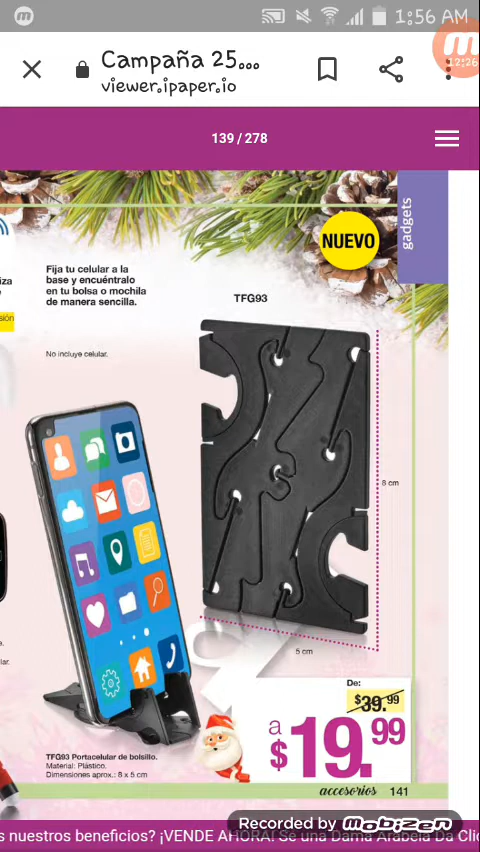 1:56 AM
Campaña 25...
viewer.ipaper.io
12:26
139 / 278
gadgets
NUEVO
Fija tu celular a la
base y encuéntralo
en tu bolsa o mochila
de manera sencilla.
No incluye celular.
TFG93
8 cm
5 cm
De:
$39.99
a
$19.99
TFG93 Portacelular de bolsillo.
Material: Plástico.
Dimensiones aprox.: 8 x 5 cm
accesorios 141
Recorded by Mobizen
s nuestros beneficios? ¡VENDE AHORA! Se una Dama Arabela Da Clic